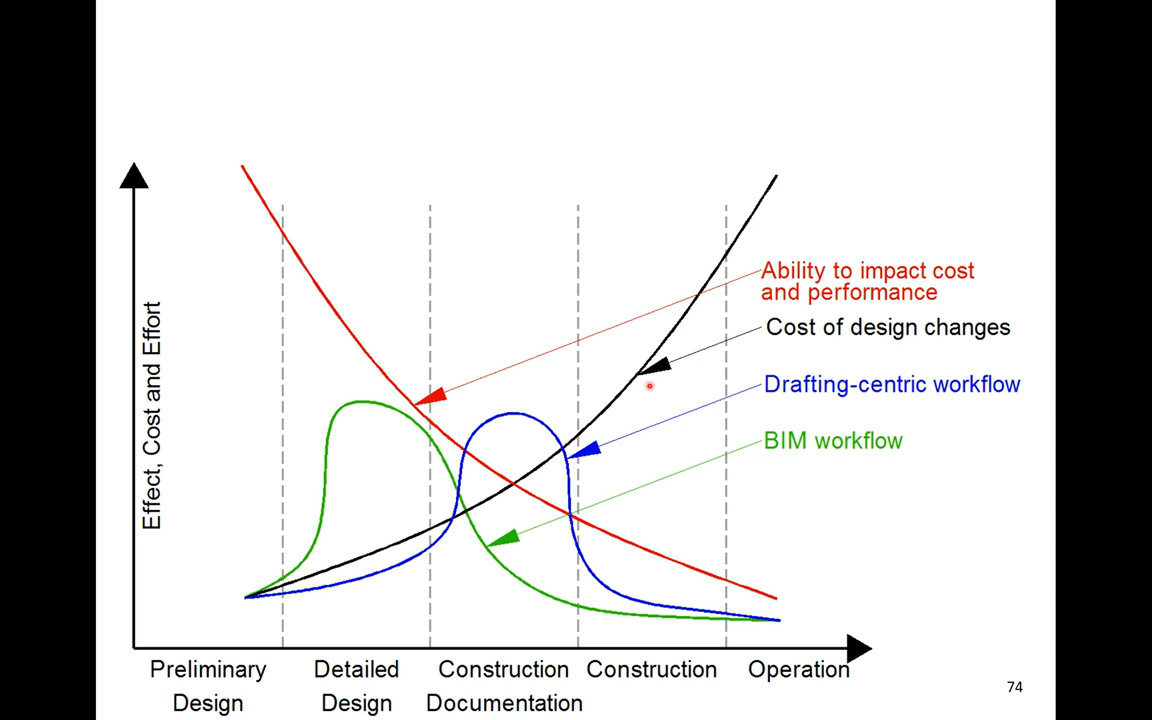 Effect, Cost and Effort
Ability to impact cost
and performance
Cost of design changes
Drafting-centric workflow
BIM workflow
Preliminary
Design
Detailed
Design
Construction
Documentation
Construction
Operation
74